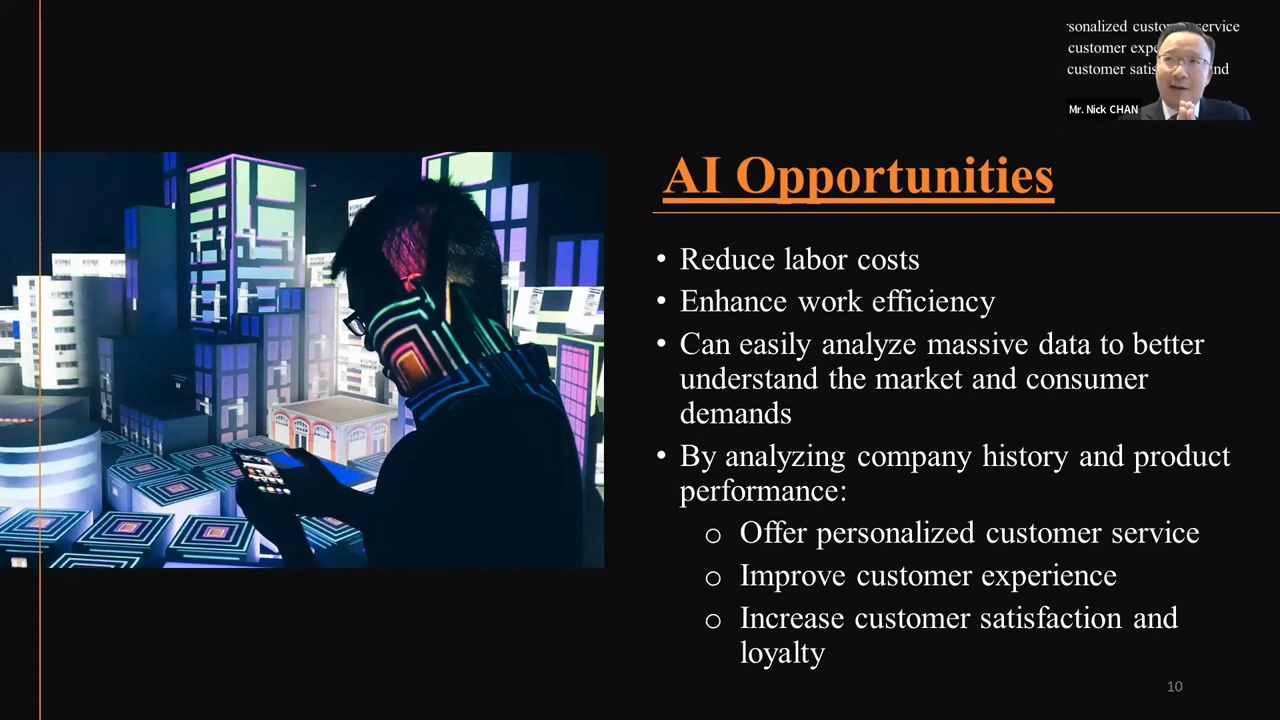 rsonalized custo service
customer expe
customer satis nd
Mr. Nick CHAN
AI Opportunities
• Reduce labor costs
• Enhance work efficiency
• Can easily analyze massive data to better
understand the market and consumer
demands
• By analyzing company history and product
performance:
o Offer personalized customer service
o Improve customer experience
o Increase customer satisfaction and
loyalty
10